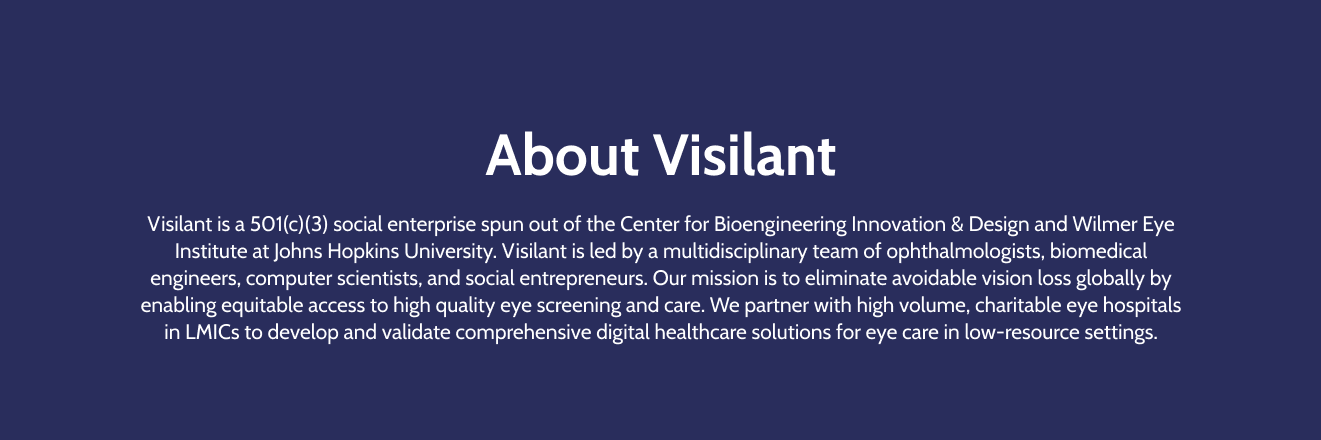 About Visilant
Visilant is a 501(c)(3) social enterprise spun out of the Center for Bioengineering Innovation & Design and Wilmer Eye
Institute at Johns Hopkins University. Visilant is led by a multidisciplinary team of ophthalmologists, biomedical
engineers, computer scientists, and social entrepreneurs. Our mission is to eliminate avoidable vision loss globally by
enabling equitable access to high quality eye screening and care. We partner with high volume, charitable eye hospitals
in LMICs to develop and validate comprehensive digital healthcare solutions for eye care in low-resource settings.